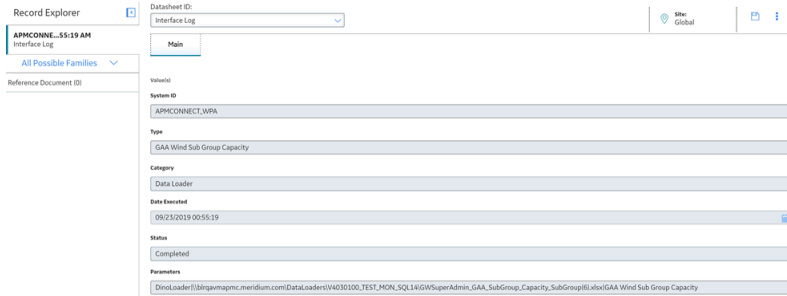 Record Explorer
APMCONNE...55:19 AM
Interface Log
All Possible Families
Reference Document (0)
Datasheet ID:
Interface Log
Site:
Global
Main
Value(s)
System ID
APMCONNECT_WPA
Type
GAA Wind Sub Group Capacity
Category
Data Loader
Date Executed
09/23/2019 00:55:19
Status
Completed
Parameters
DinoLoader|\\blrqavmapmc.meridium.com\DataLoaders\V4030100_TEST_MON_SQL14\GWSuperAdmin_GAA_SubGroup_Capacity_SubGroup(6).xlsx|GAA Wind Sub Group Capacity